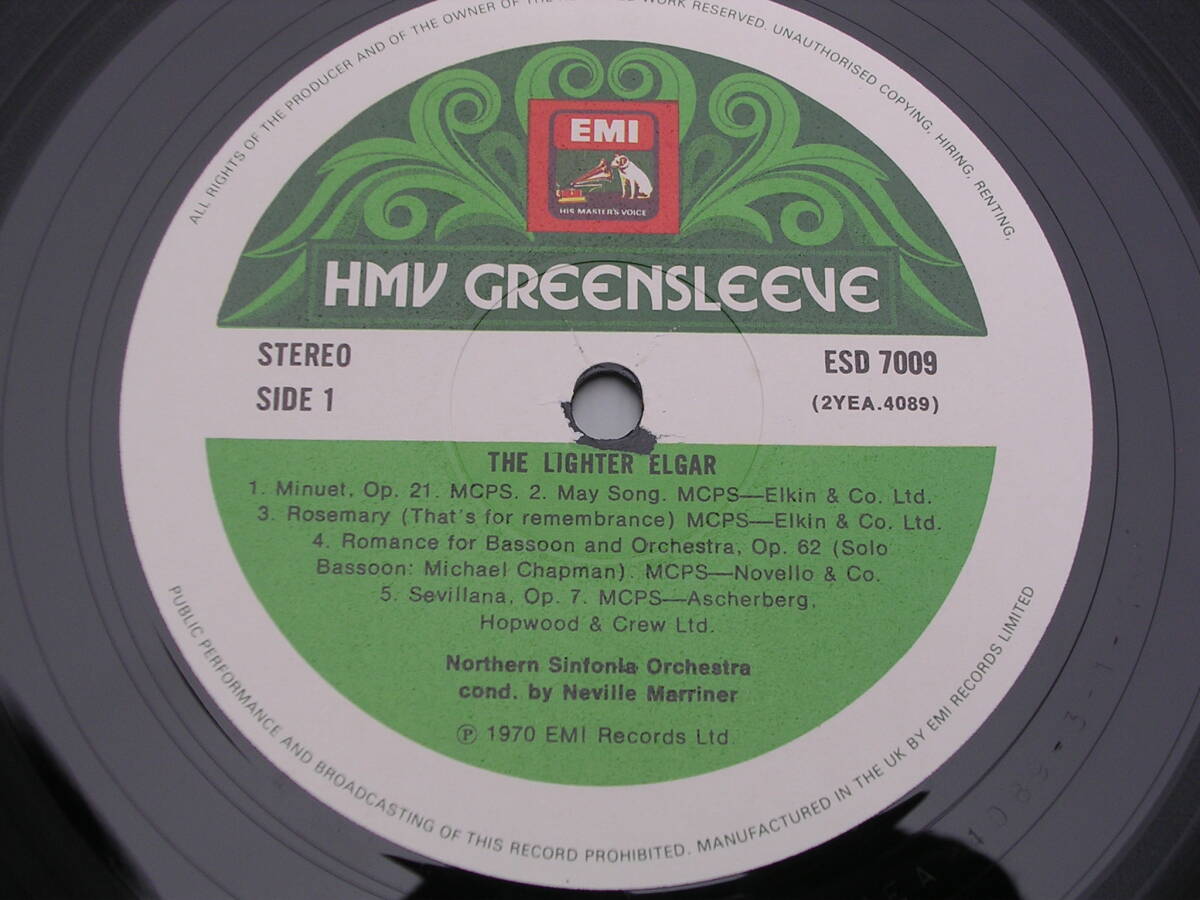 ALL RIGHTS OF THE PRODUCER AND OF THE OWNER OF THE RECORDED WORK RESERVED. UNAUTHORISED COPYING, HIRING, RENTING,
EMI
HIS MASTER'S VOICE
HMV GREENSLEEVE
STEREO
ESD 7009
SIDE 1
(2YEA.4089)
THE LIGHTER ELGAR
1. Minuet, Op. 21. MCPS. 2. May Song. MCPS—Elkin & Co. Ltd.
3. Rosemary (That's for remembrance) MCPS—Elkin & Co. Ltd.
4. Romance for Bassoon and Orchestra, Op. 62 (Solo
Bassoon: Michael Chapman). MCPS—Novello & Co.
5. Sevillana, Op. 7. MCPS—Ascherberg,
Hopwood & Crew Ltd.
Northern Sinfonia Orchestra
cond. by Neville Marriner
℗ 1970 EMI Records Ltd.
PUBLIC PERFORMANCE AND BROADCASTING OF THIS RECORD PROHIBITED. MANUFACTURED IN THE UK BY EMI RECORDS LIMITED